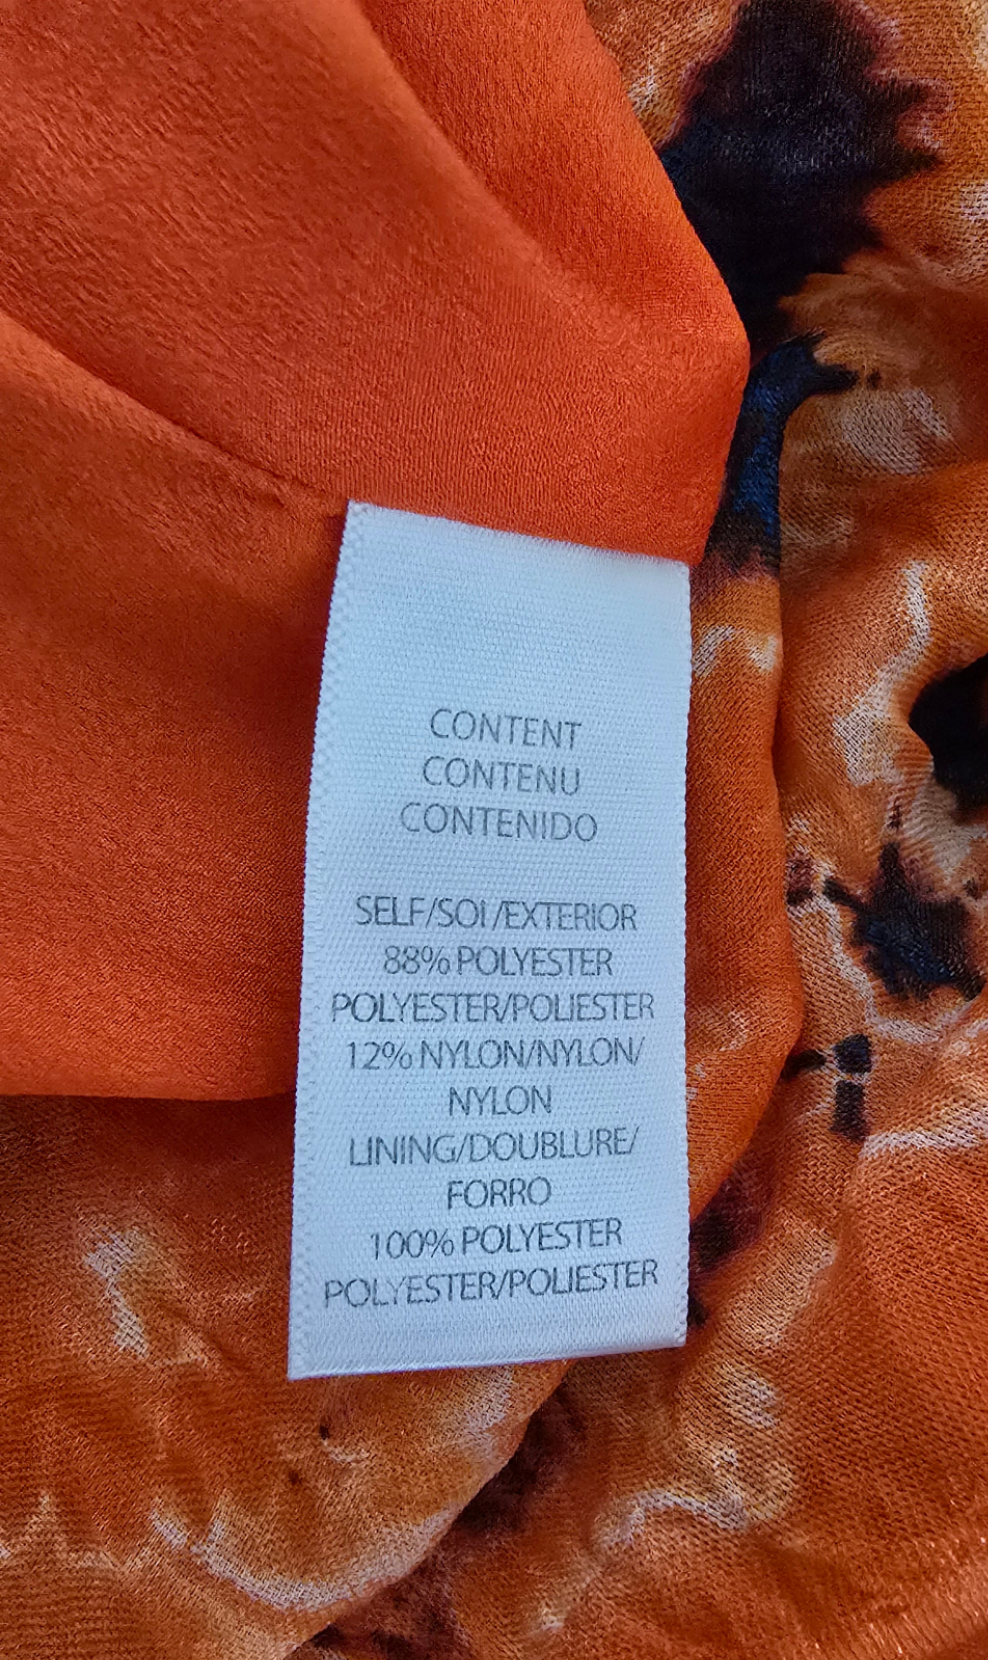 CONTENT
CONTENU
CONTENIDO
SELF/SOI/EXTERIOR
88% POLYESTER
POLYESTER/POLIESTER
12% NYLON/NYLON/
NYLON
LINING/DOUBLURE/
FORRO
100% POLYESTER
POLYESTER/POLIESTER